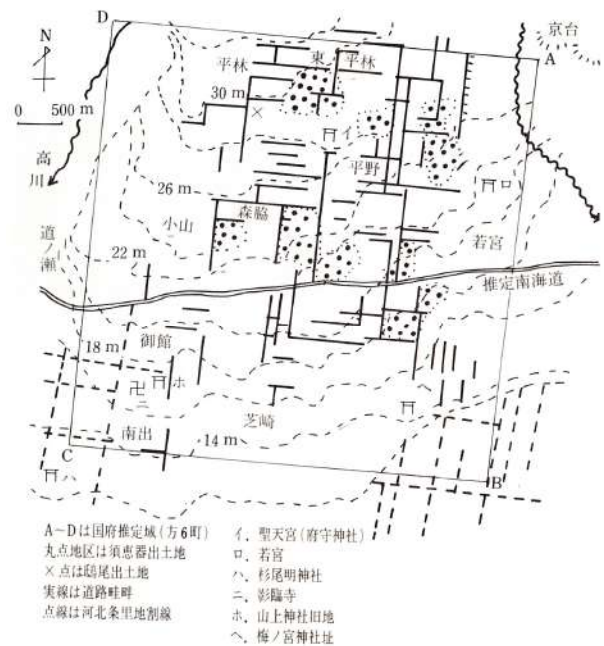 D
京台
N
A
東
平林
平林
30 m
×
0 500 m
イ
高川
平野
ロ
26 m
森脇
小山
若宮
道ノ瀬
22 m
推定南海道
御館
18 m
卍
ホ
ニ
ヘ
芝崎
南出
14 m
C
B
ハ
A~Dは国府推定域(方6町)
丸点地区は須恵器出土地
×点は鴟尾出土地
実線は道路畦畔
点線は河北条里地割線
イ．聖天宮(府守神社)
ロ．若宮
ハ．杉尾明神社
ニ．影臨寺
ホ．山上神社旧地
ヘ．梅ノ宮神社址